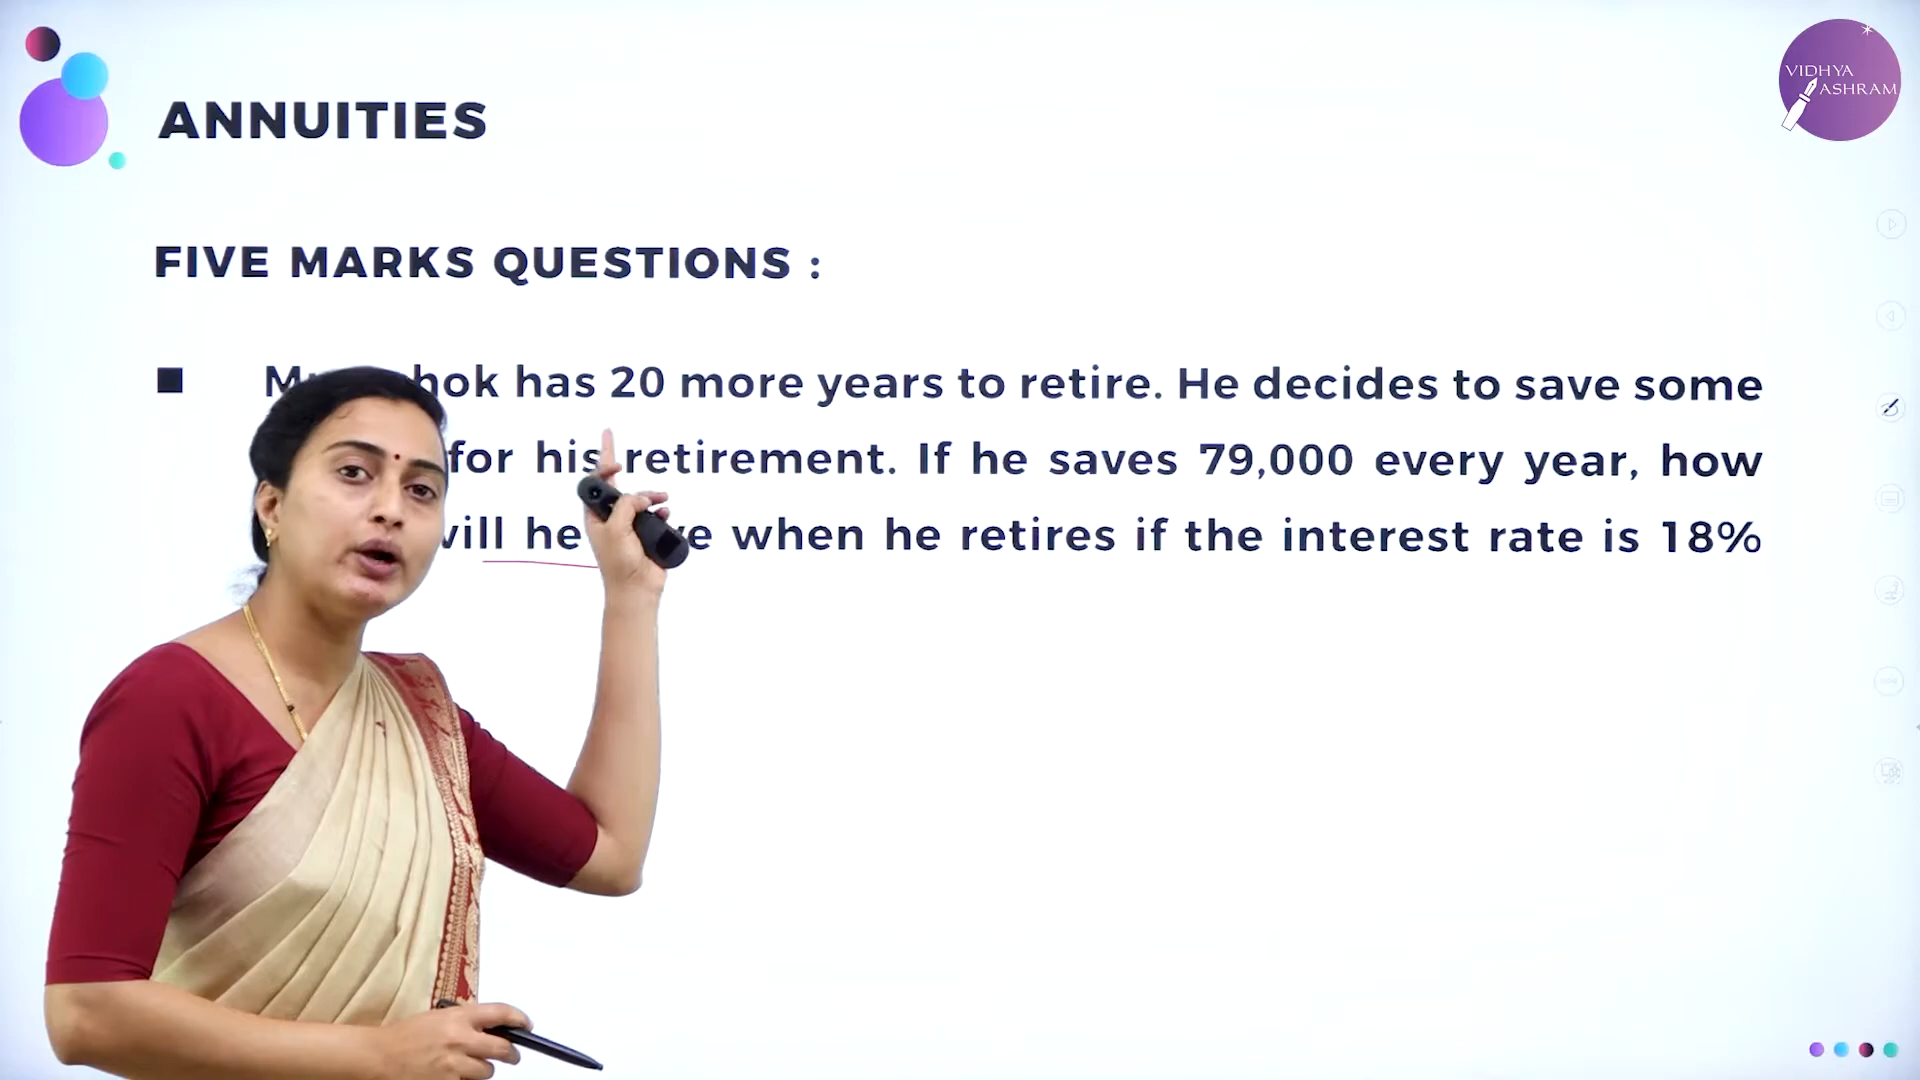 VIDHYA
ASHRAM
ANNUITIES
FIVE MARKS QUESTIONS :
has 20 more years to retire. He decides to save some
for his retirement. If he saves 79,000 every year, how
will he when he retires if the interest rate is 18%